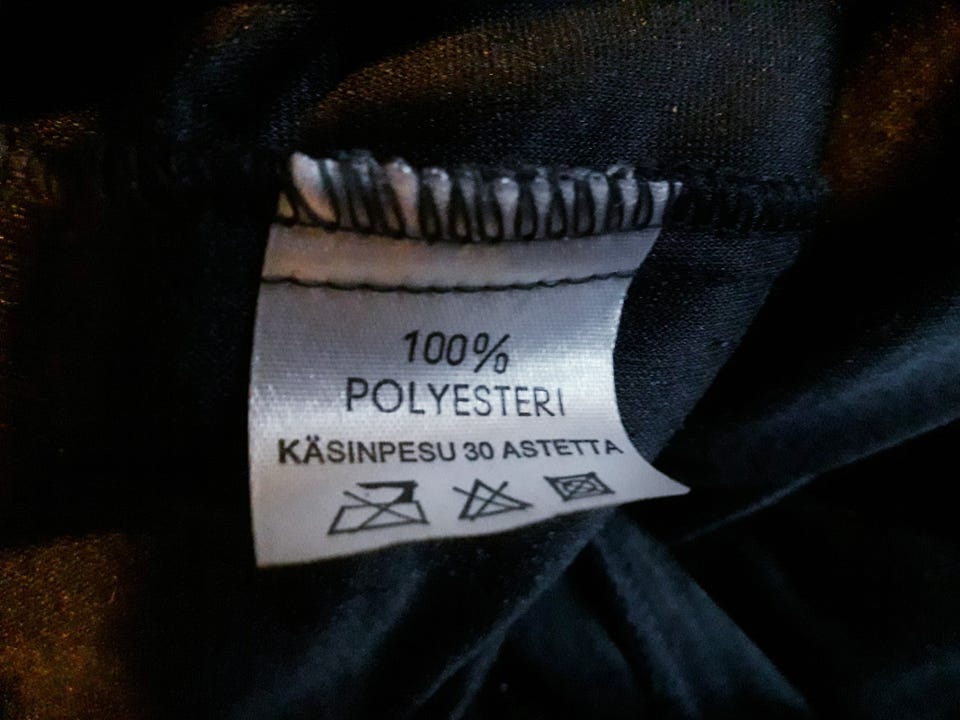 100%
POLYESTERI
KÄSINPESU 30 ASTETTA